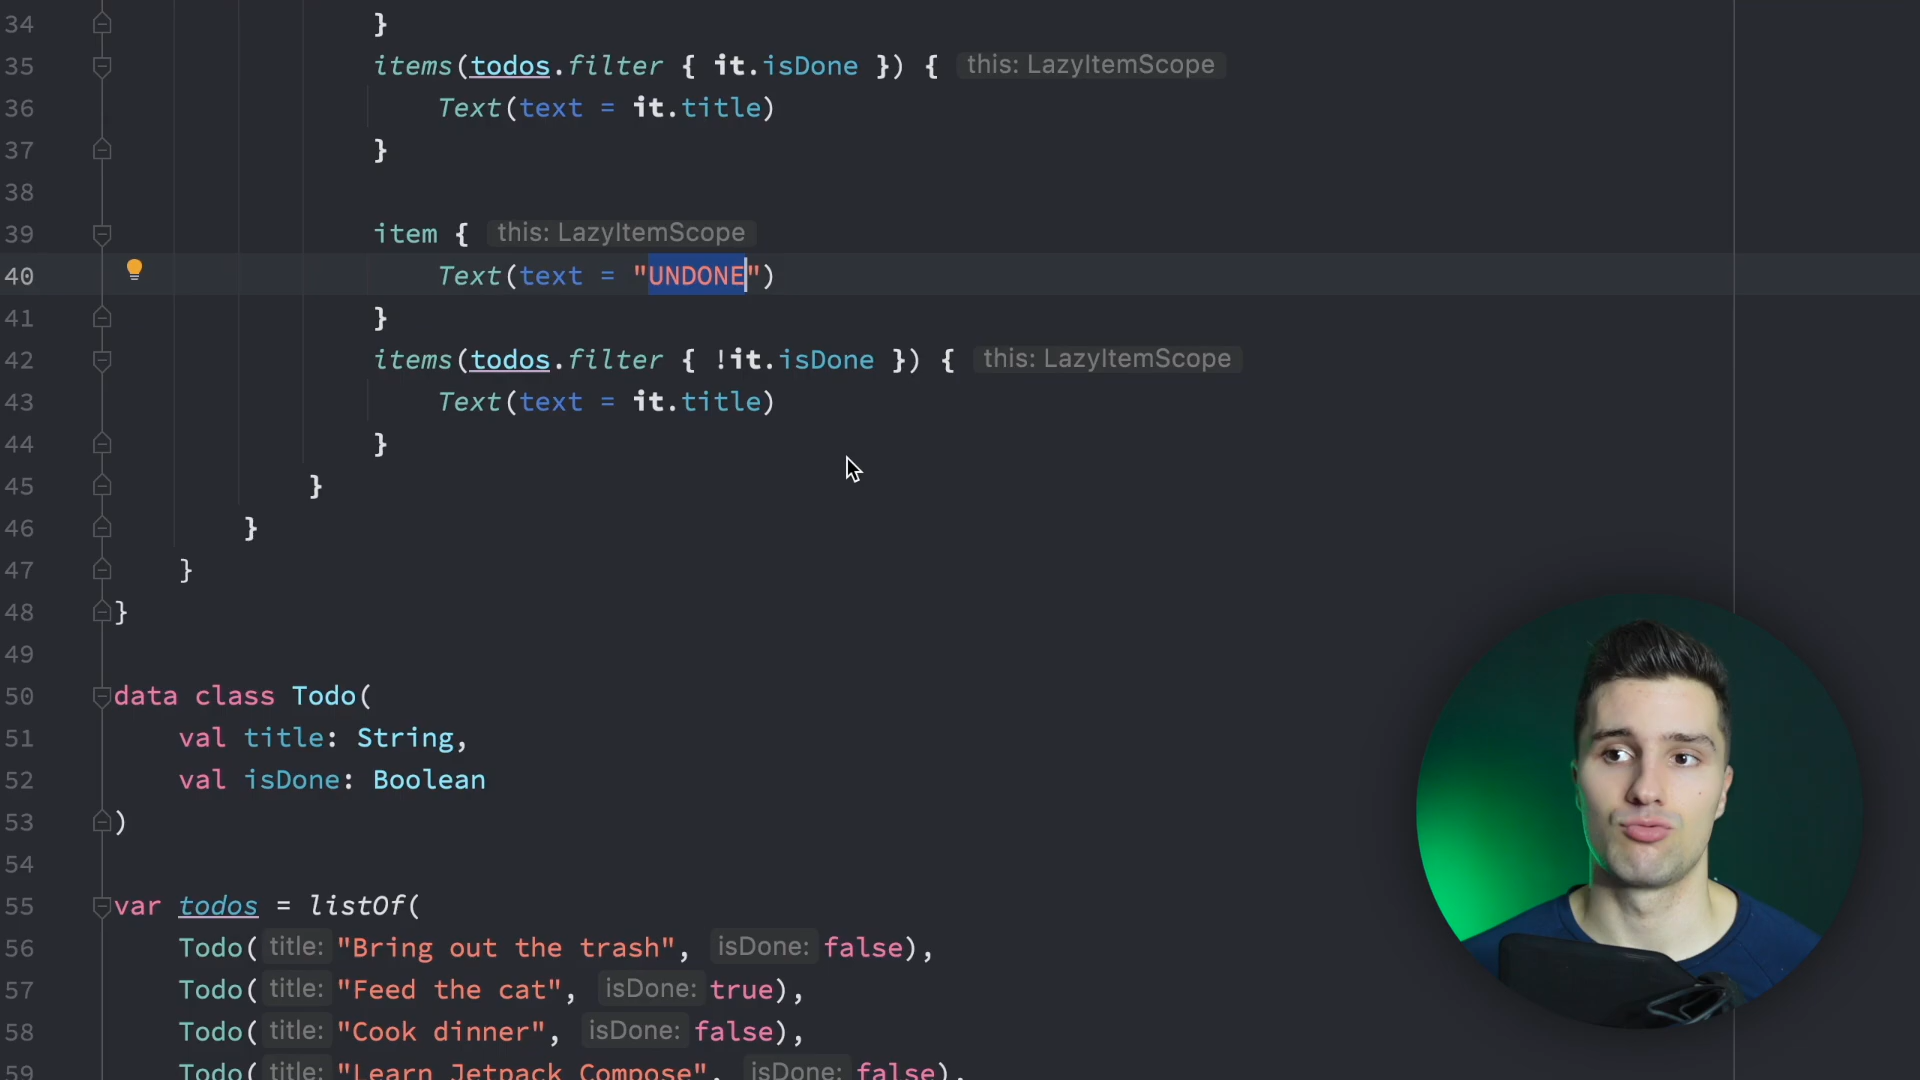 34 }
35 items(todos.filter { it.isDone }) { this: LazyItemScope
36 Text(text = it.title)
37 }
38
39 item { this: LazyItemScope
40 Text(text = "UNDONE")
41 }
42 items(todos.filter { !it.isDone }) { this: LazyItemScope
43 Text(text = it.title)
44 }
45 }
46 }
47 }
48 }
49
50 data class Todo(
51 val title: String,
52 val isDone: Boolean
53 )
54
55 var todos = listOf(
56 Todo( title: "Bring out the trash", isDone: false),
57 Todo( title: "Feed the cat", isDone: true),
58 Todo( title: "Cook dinner", isDone: false),
59 Todo( title: "Learn Jetpack Compose", isDone: false),